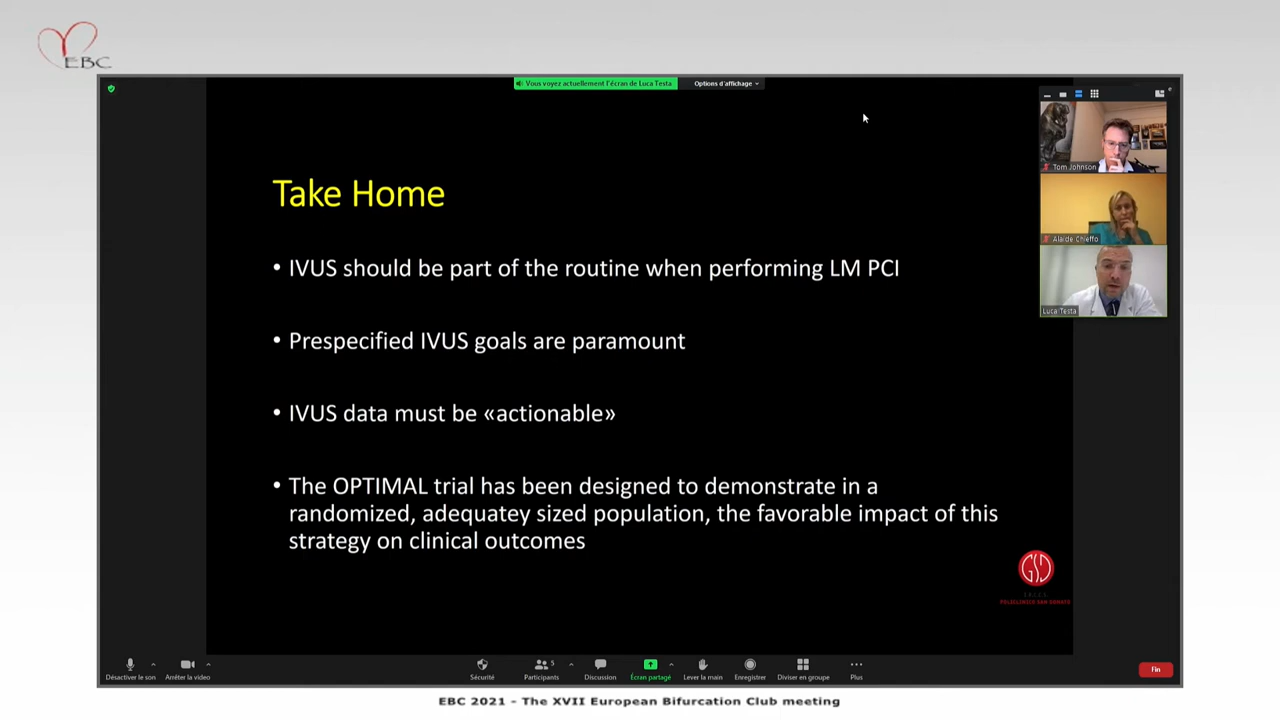 EBC
Vous voyez actuellement l'écran de Luca Testa
Options d'affichage
Take Home
• IVUS should be part of the routine when performing LM PCI
• Prespecified IVUS goals are paramount
• IVUS data must be «actionable»
• The OPTIMAL trial has been designed to demonstrate in a
randomized, adequatey sized population, the favorable impact of this
strategy on clinical outcomes
Tom Johnson
Alaide Chieffo
Luca Testa
GSD
POLICLINICO SAN DONATO
Désactiver le son
Arrêter la video
Sécurité
Participants
5
Discussion
Écran partagé
Lever la main
Enregistrer
Diviser en groupe
Plus
Fin
EBC 2021 - The XVII European Bifurcation Club meeting